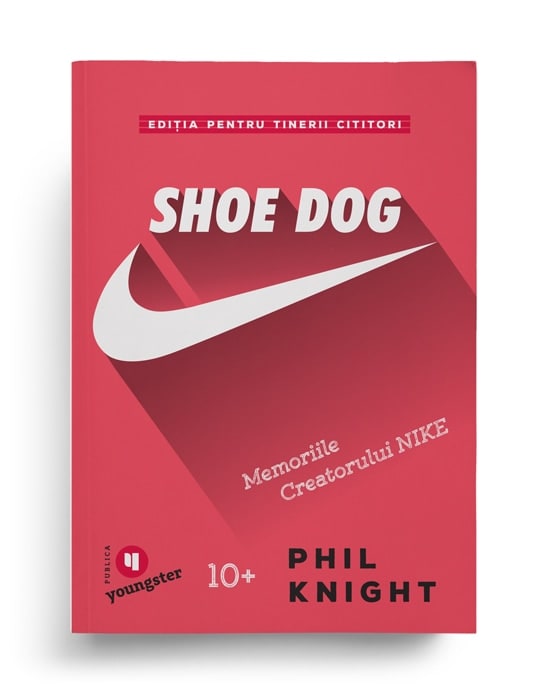 EDIȚIA PENTRU TINERII CITITORI
SHOE DOG
Memoriile
Creatorului NIKE
PUBLICA
youngster
10+
PHIL
KNIGHT